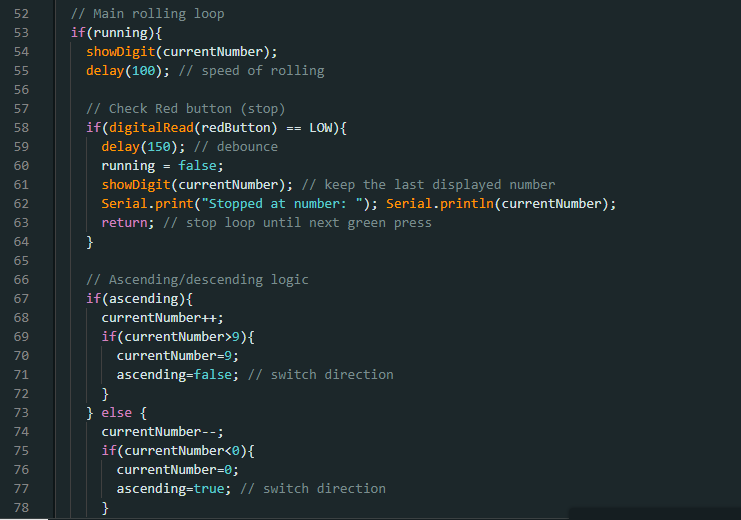 52 // Main rolling loop
53 if(running){
54 showDigit(currentNumber);
55 delay(100); // speed of rolling
56
57 // Check Red button (stop)
58 if(digitalRead(redButton) == LOW){
59 delay(150); // debounce
60 running = false;
61 showDigit(currentNumber); // keep the last displayed number
62 Serial.print("Stopped at number: "); Serial.println(currentNumber);
63 return; // stop loop until next green press
64 }
65
66 // Ascending/descending logic
67 if(ascending){
68 currentNumber++;
69 if(currentNumber>9){
70 currentNumber=9;
71 ascending=false; // switch direction
72 }
73 } else {
74 currentNumber--;
75 if(currentNumber<0){
76 currentNumber=0;
77 ascending=true; // switch direction
78 }